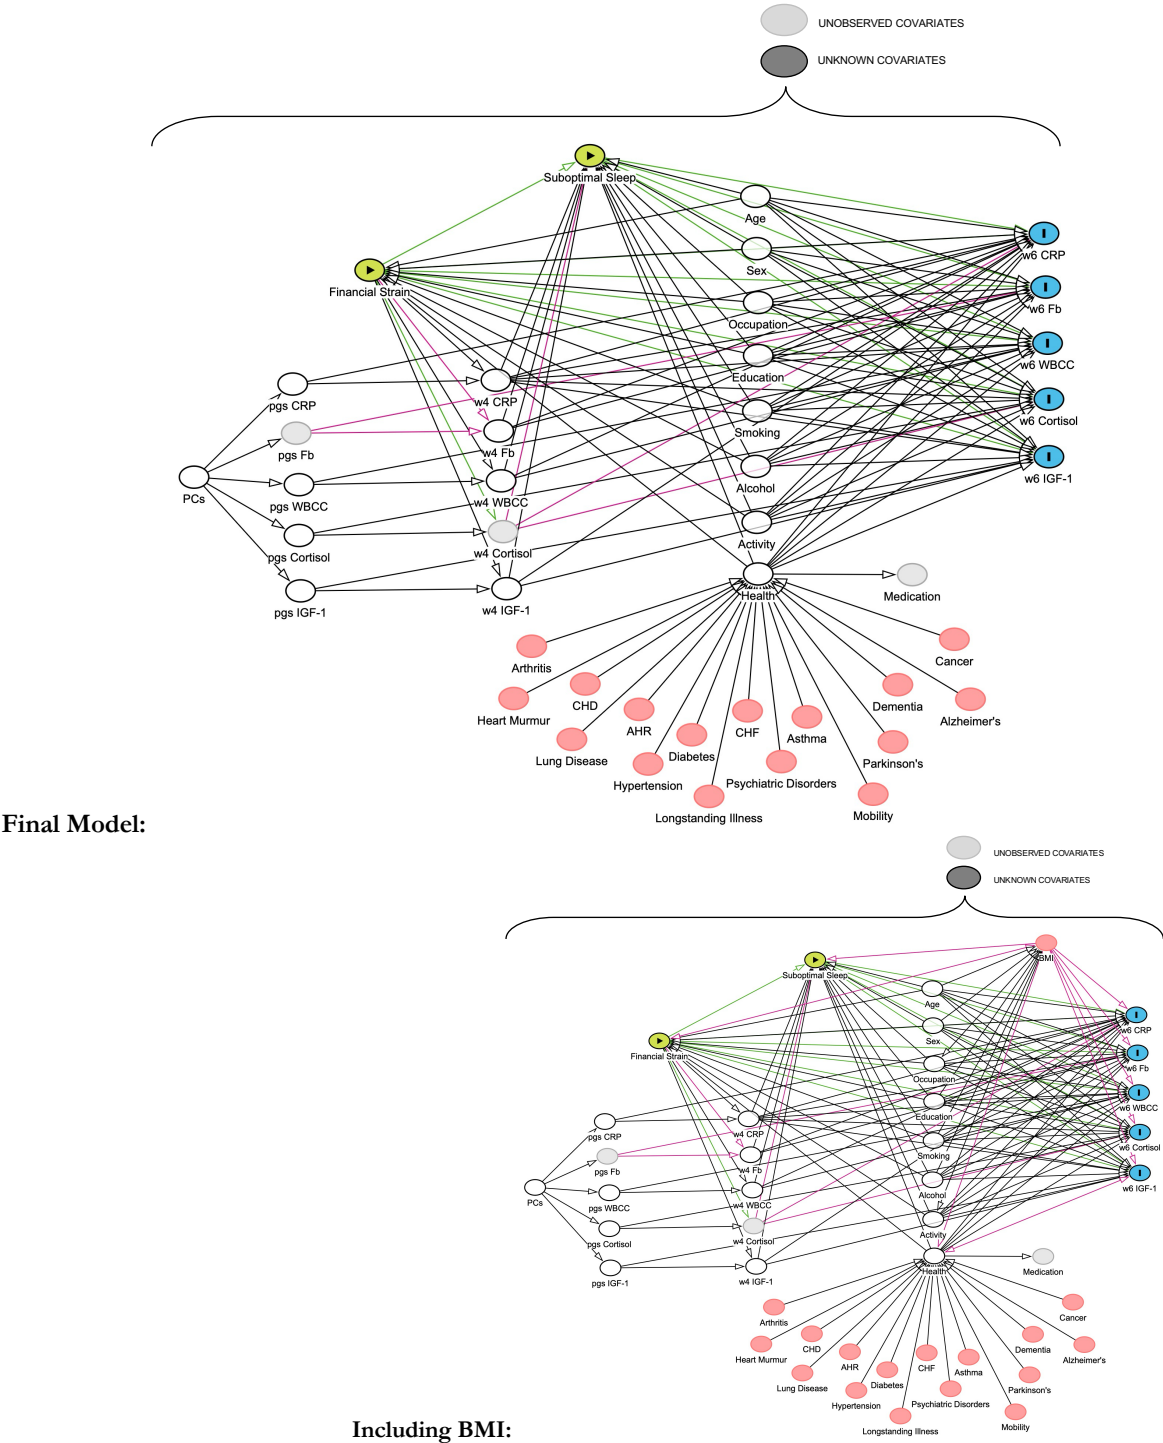 UNOBSERVED COVARIATES
UNKNOWN COVARIATES
Suboptimal Sleep
Age
w6 CRP
Sex
Financial Strain
w6 Fb
Occupation
w6 WBCC
Education
pgs CRP
w4 CRP
w6 Cortisol
Smoking
pgs Fb
w4 Fb
w6 IGF-1
Alcohol
PCs
pgs WBCC
w4 WBCC
Activity
pgs Cortisol
w4 Cortisol
Health
Medication
pgs IGF-1
w4 IGF-1
Arthritis
Cancer
Heart Murmur
CHD
Dementia
Alzheimer's
AHR
CHF
Asthma
Lung Disease
Diabetes
Parkinson's
Hypertension
Psychiatric Disorders
Longstanding Illness
Mobility
Final Model:
UNOBSERVED COVARIATES
UNKNOWN COVARIATES
BMI
Suboptimal Sleep
Age
w6 CRP
Sex
Financial Strain
w6 Fb
Occupation
w6 WBCC
Education
pgs CRP
w4 CRP
w6 Cortisol
Smoking
pgs Fb
w4 Fb
w6 IGF-1
Alcohol
PCs
pgs WBCC
w4 WBCC
Activity
pgs Cortisol
w4 Cortisol
Health
Medication
pgs IGF-1
w4 IGF-1
Arthritis
Cancer
Heart Murmur
CHD
Dementia
Alzheimer's
AHR
CHF
Asthma
Lung Disease
Diabetes
Parkinson's
Hypertension
Psychiatric Disorders
Longstanding Illness
Mobility
Including BMI: